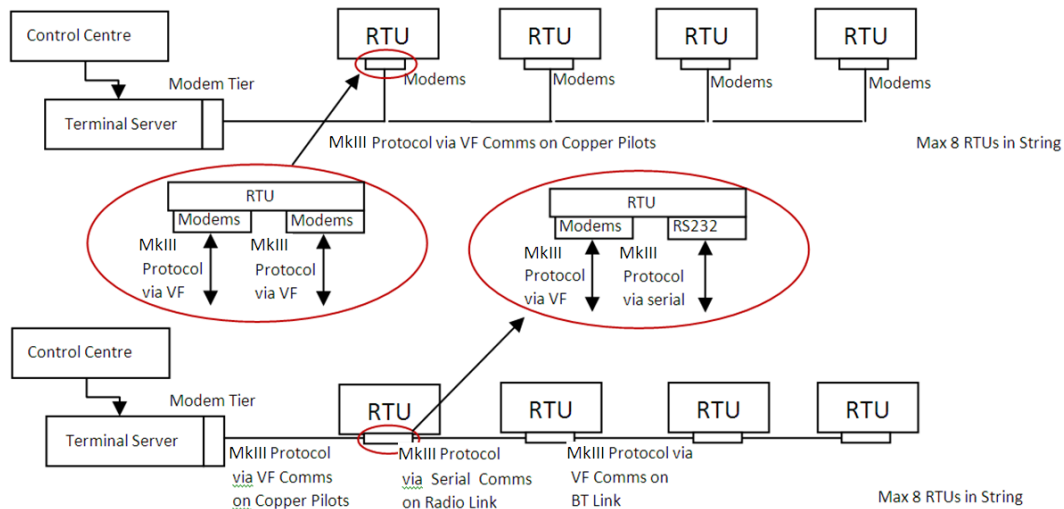 Control Centre
RTU
RTU
RTU
RTU
Modem Tier
Modems
Modems
Modems
Modems
Terminal Server
MkIII Protocol via VF Comms on Copper Pilots
Max 8 RTUs in String
RTU
Modems
Modems
MkIII
Protocol
via VF
MkIII
Protocol
via VF
RTU
Modems
RS232
MkIII
Protocol
via VF
MkIII
Protocol
via serial
Control Centre
Modem Tier
RTU
RTU
RTU
RTU
Terminal Server
MkIII Protocol
via VF Comms
on Copper Pilots
MkIII Protocol
via Serial Comms
on Radio Link
MkIII Protocol via
VF Comms on
BT Link
Max 8 RTUs in String